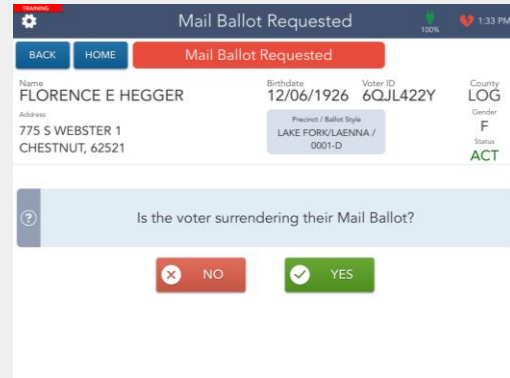 TRAINING
Mail Ballot Requested
100%
1:33 PM
BACK
HOME
Mail Ballot Requested
Name
FLORENCE E HEGGER
Birthdate
12/06/1926
Voter ID
6QJL422Y
County
LOG
Address
775 S WEBSTER 1
CHESTNUT, 62521
Precinct / Ballot Style
LAKE FORK/LAENNA /
0001-D
Gender
F
Status
ACT
?
Is the voter surrendering their Mail Ballot?
NO
YES